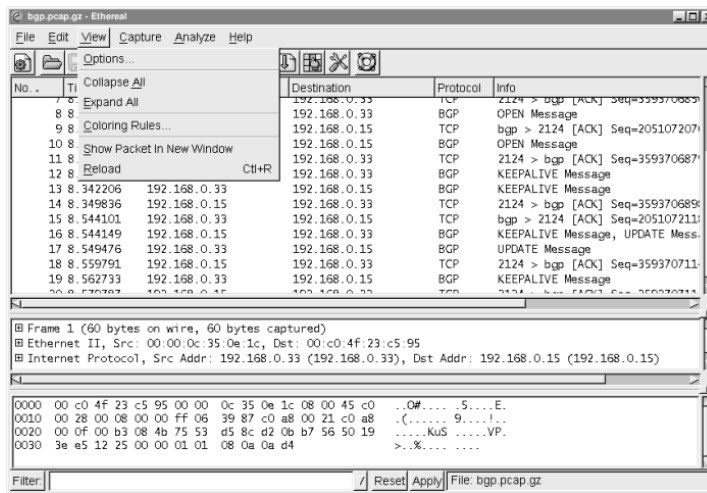 bgp.pcap.gz - Ethereal
File Edit View Capture Analyze Help
Options...
Collapse All
Expand All
Coloring Rules...
Show Packet In New Window
Reload Ctl+R
No. . Ti Destination Protocol Info
7 8. 192.168.0.33 TCP 2124 > bgp [ACK] Seq=359370685
8 8. 192.168.0.33 BGP OPEN Message
9 8. 192.168.0.15 TCP bgp > 2124 [ACK] Seq=205107207
10 8. 192.168.0.15 BGP OPEN Message
11 8. 192.168.0.33 TCP 2124 > bgp [ACK] Seq=359370687
12 8. 192.168.0.33 BGP KEEPALIVE Message
13 8.342206 192.168.0.33 192.168.0.15 BGP KEEPALIVE Message
14 8.349836 192.168.0.15 192.168.0.33 TCP 2124 > bgp [ACK] Seq=359370689
15 8.544101 192.168.0.33 192.168.0.15 TCP bgp > 2124 [ACK] Seq=205107211
16 8.544149 192.168.0.15 192.168.0.33 BGP KEEPALIVE Message, UPDATE Mess
17 8.549476 192.168.0.33 192.168.0.15 BGP UPDATE Message
18 8.559791 192.168.0.15 192.168.0.33 TCP 2124 > bgp [ACK] Seq=359370711
19 8.562733 192.168.0.33 192.168.0.15 BGP KEEPALIVE Message
Frame 1 (60 bytes on wire, 60 bytes captured)
Ethernet II, Src: 00:00:0c:35:0e:1c, Dst: 00:c0:4f:23:c5:95
Internet Protocol, Src Addr: 192.168.0.33 (192.168.0.33), Dst Addr: 192.168.0.15 (192.168.0.15)
0000 00 c0 4f 23 c5 95 00 00 0c 35 0e 1c 08 00 45 c0 ..O#.... .5....E.
0010 00 28 00 08 00 00 ff 06 39 87 c0 a8 00 21 c0 a8 .(...... 9....!..
0020 00 0f 00 b3 08 4b 75 53 d5 8c d2 0b b7 56 50 19 .....KuS .....VP.
0030 3e e5 12 25 00 00 01 01 08 0a 0a d4 >..%.... ....
Filter: / Reset Apply File: bgp.pcap.gz